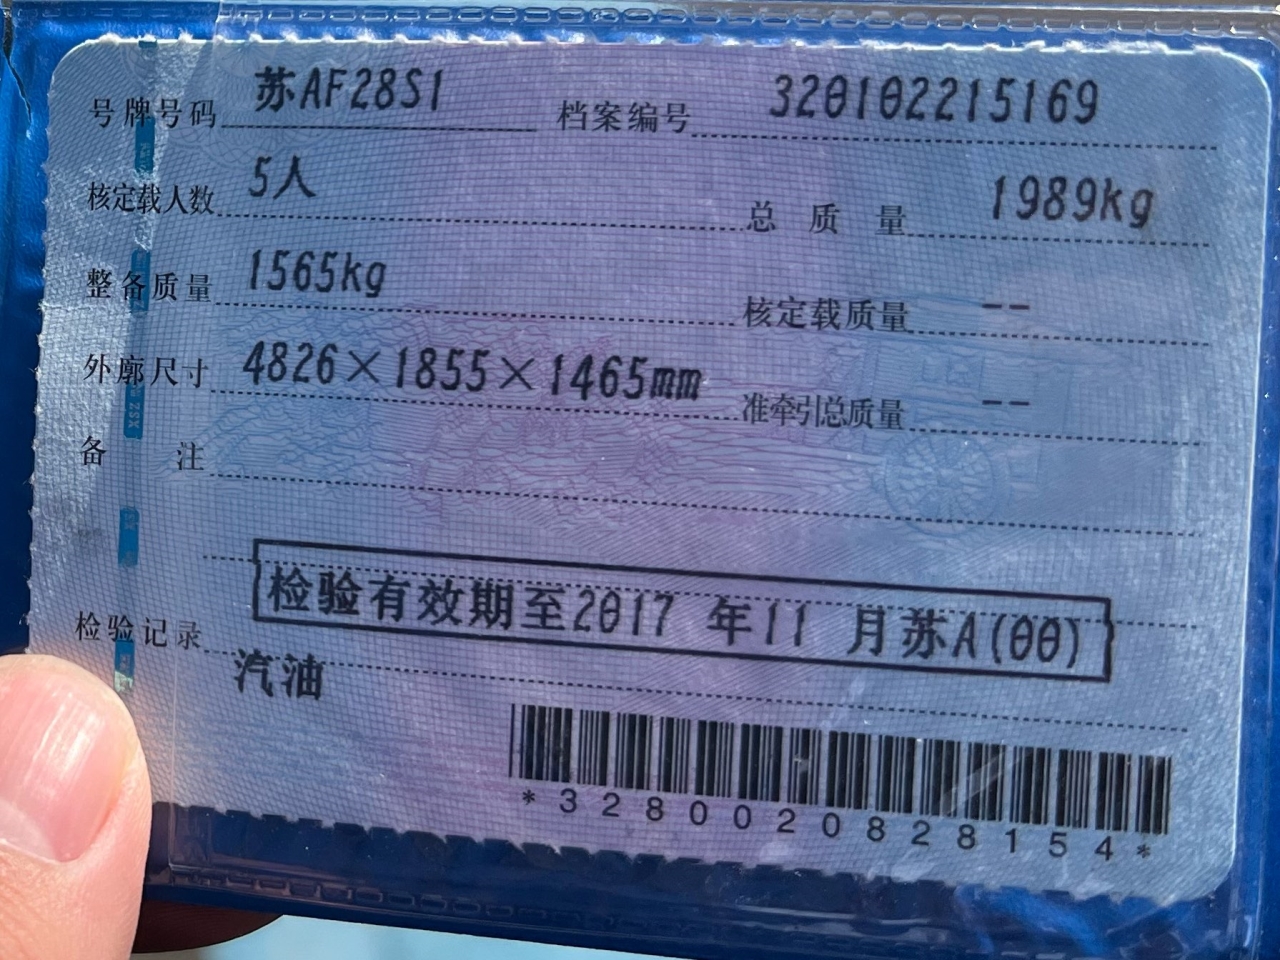 号牌号码 苏AF28S1 档案编号 320102215169
核定载人数 5人 总质量 1989kg
整备质量 1565kg 核定载质量 --
外廓尺寸 4826×1855×1465mm 准牵引总质量 --
备注
检验记录 检验有效期至2017 年11 月苏A(00)
汽油
*3280020828154*